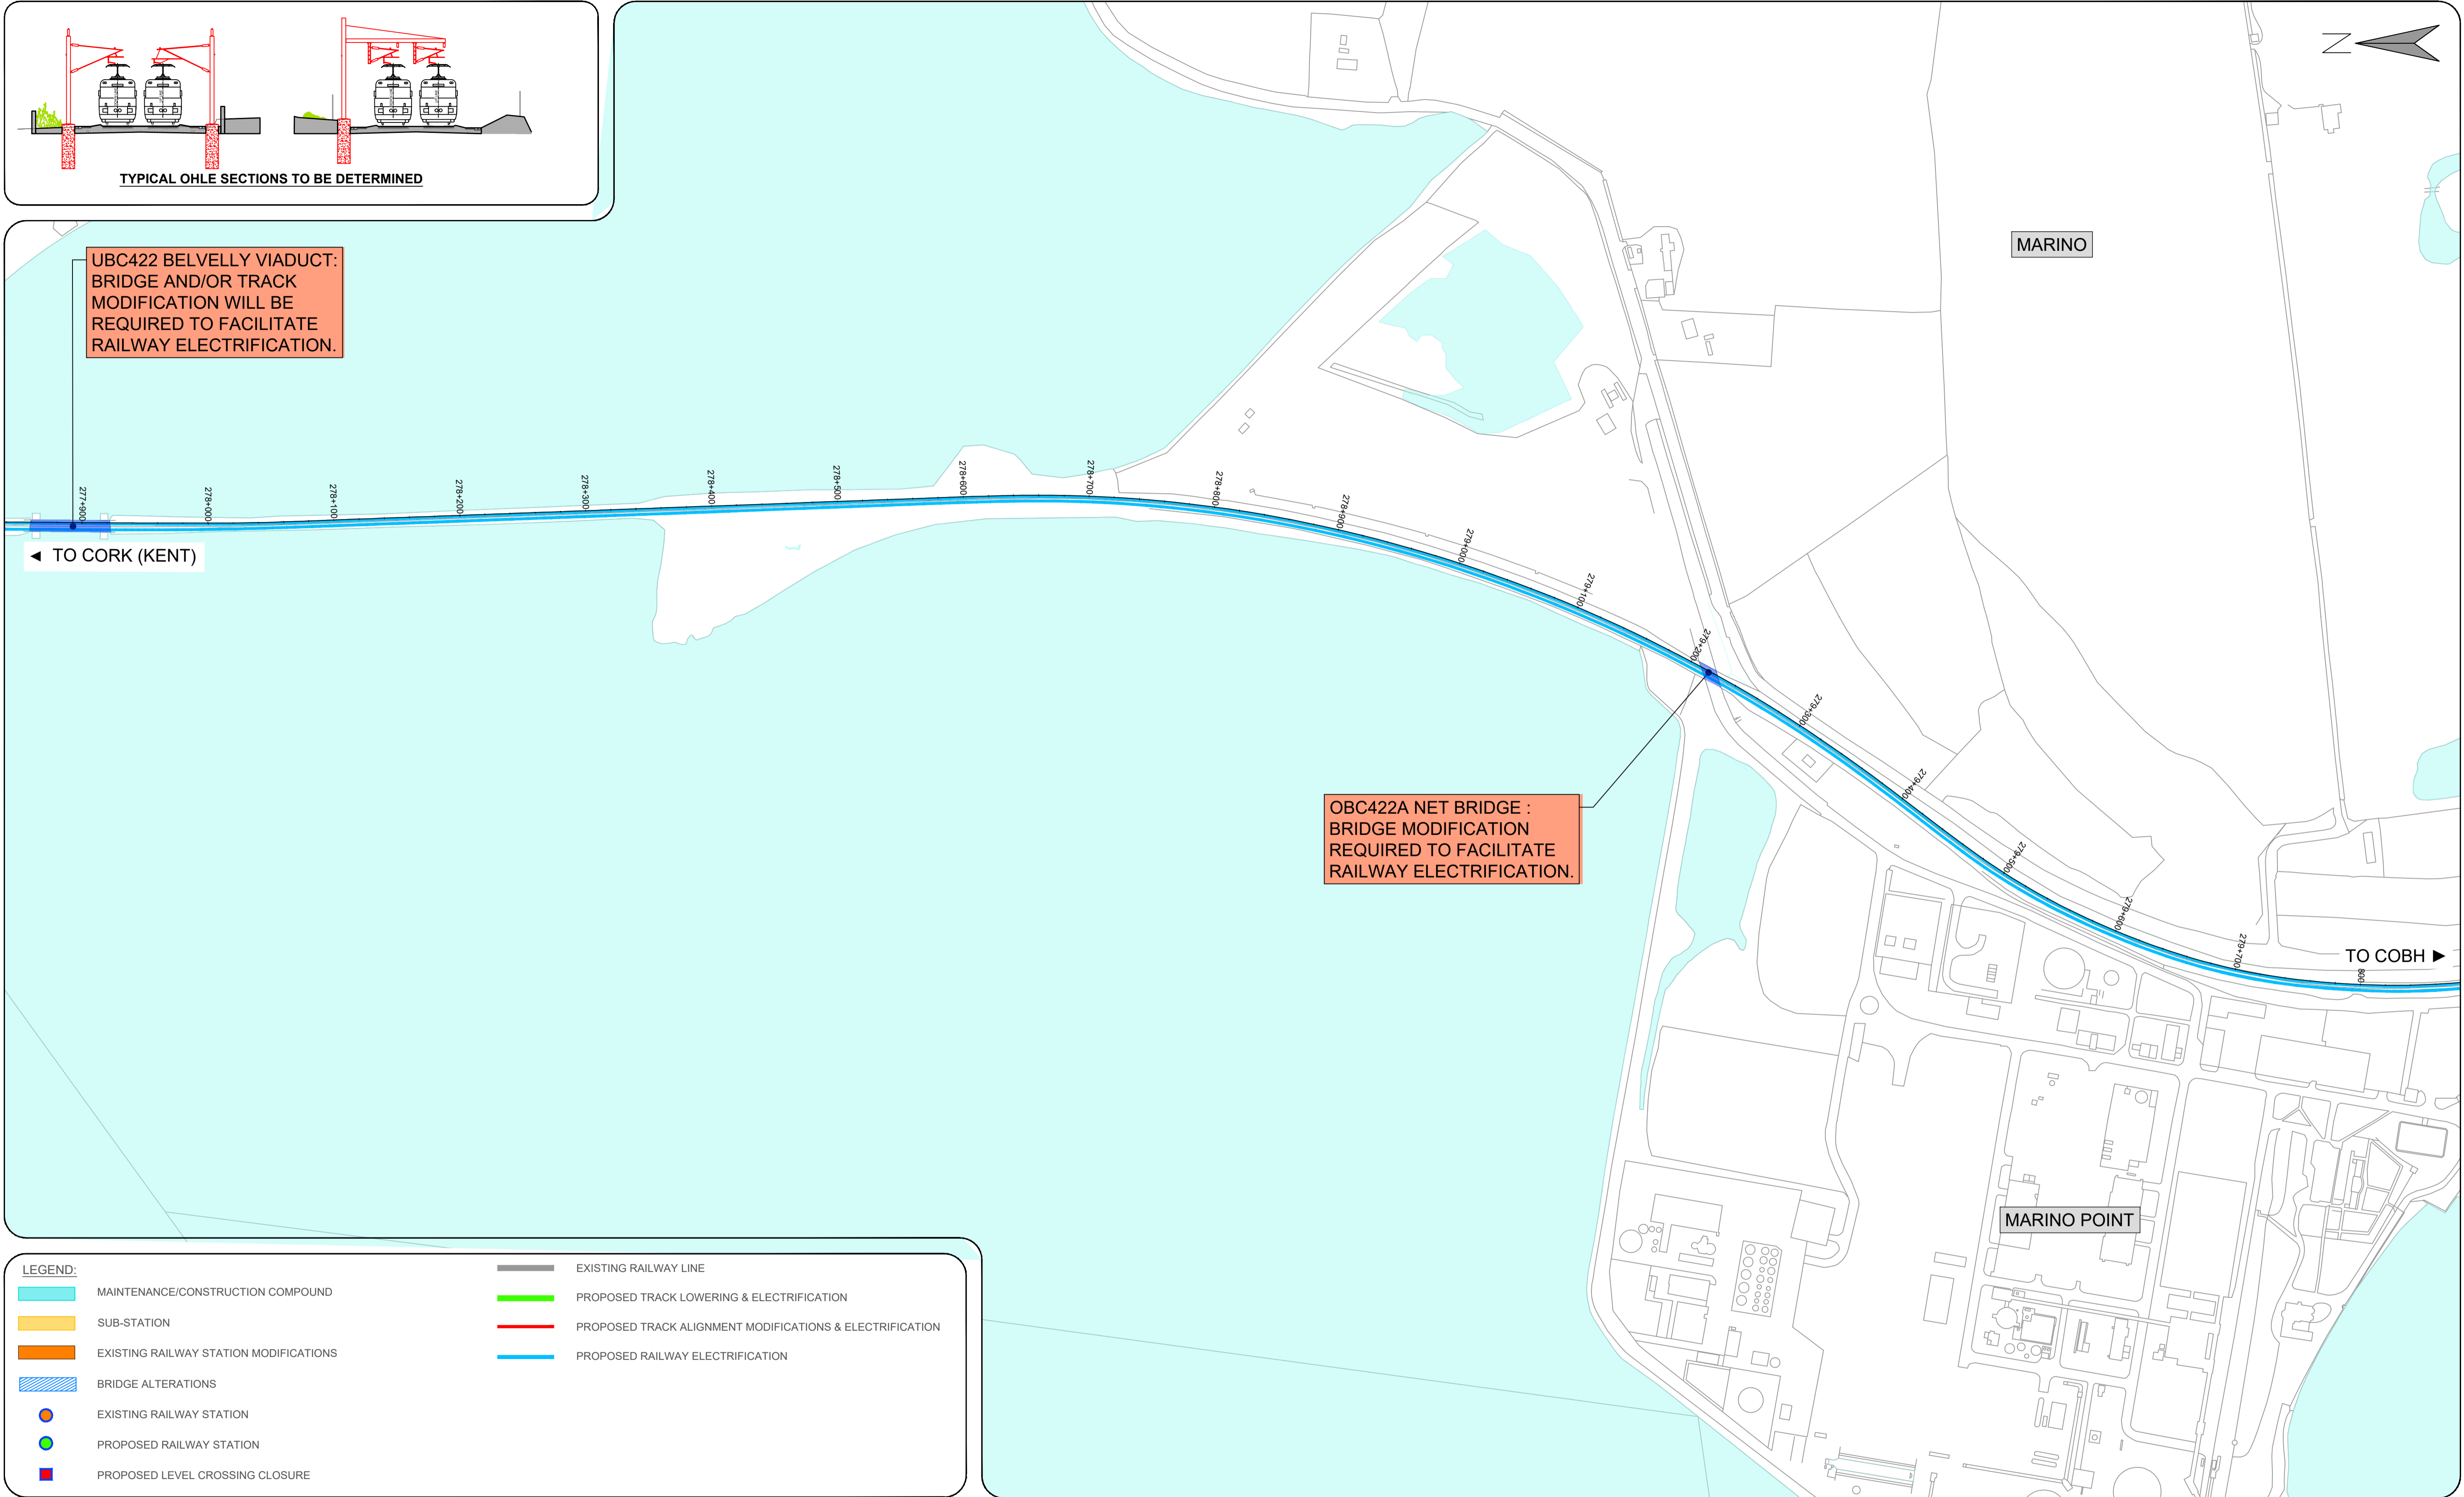 TYPICAL OHLE SECTIONS TO BE DETERMINED
N
UBC422 BELVELLY VIADUCT:
BRIDGE AND/OR TRACK
MODIFICATION WILL BE
REQUIRED TO FACILITATE
RAILWAY ELECTRIFICATION.
MARINO
277+900
278+000
278+100
278+200
278+300
278+400
278+500
278+600
278+700
278+800
278+900
279+000
279+100
279+200
279+300
279+400
279+500
279+600
279+700
800
◄ TO CORK (KENT)
OBC422A NET BRIDGE :
BRIDGE MODIFICATION
REQUIRED TO FACILITATE
RAILWAY ELECTRIFICATION.
TO COBH ►
MARINO POINT
LEGEND:
MAINTENANCE/CONSTRUCTION COMPOUND
SUB-STATION
EXISTING RAILWAY STATION MODIFICATIONS
BRIDGE ALTERATIONS
EXISTING RAILWAY STATION
PROPOSED RAILWAY STATION
PROPOSED LEVEL CROSSING CLOSURE
EXISTING RAILWAY LINE
PROPOSED TRACK LOWERING & ELECTRIFICATION
PROPOSED TRACK ALIGNMENT MODIFICATIONS & ELECTRIFICATION
PROPOSED RAILWAY ELECTRIFICATION